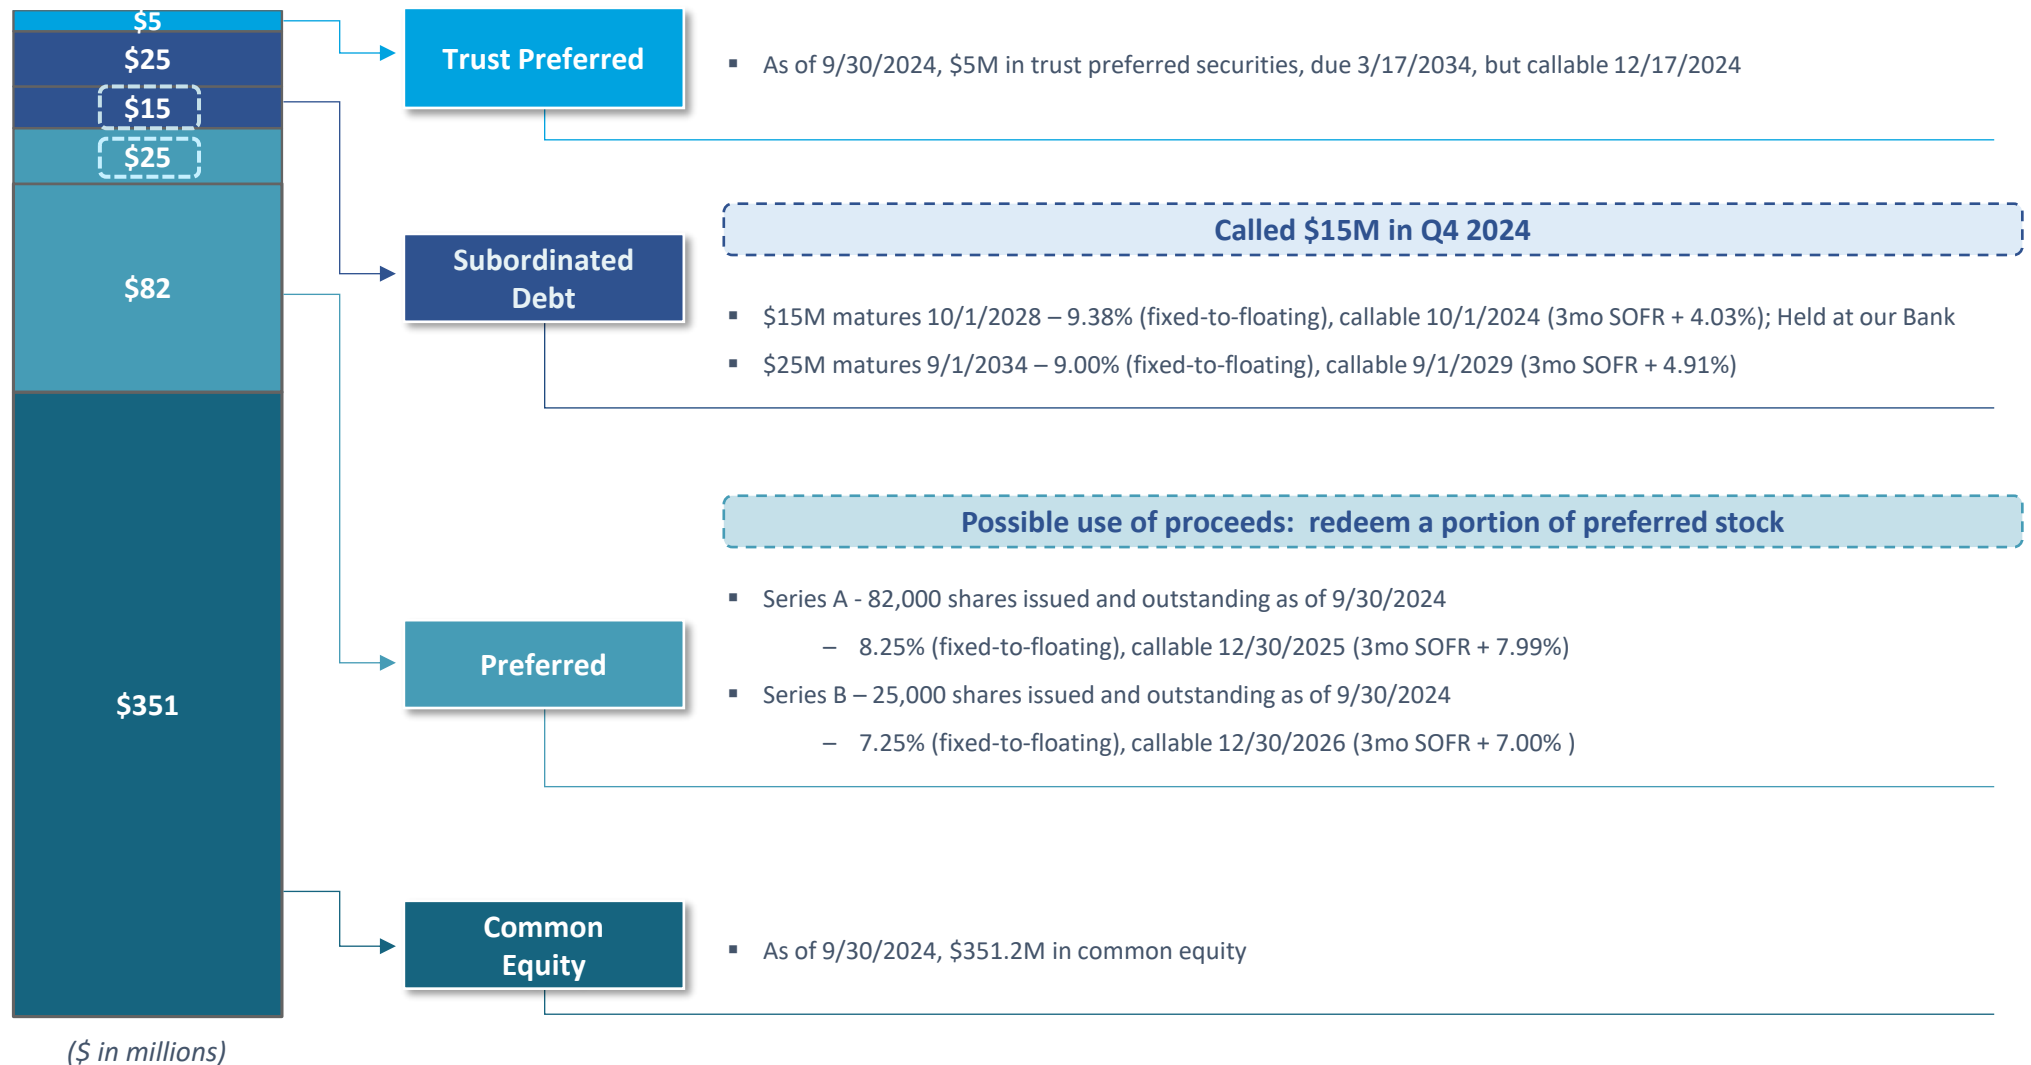 $5
$25
$15
$25
$82
$351
($ in millions)
Trust Preferred
▪ As of 9/30/2024, $5M in trust preferred securities, due 3/17/2034, but callable 12/17/2024
Subordinated
Debt
Called $15M in Q4 2024
▪ $15M matures 10/1/2028 – 9.38% (fixed-to-floating), callable 10/1/2024 (3mo SOFR + 4.03%); Held at our Bank
▪ $25M matures 9/1/2034 – 9.00% (fixed-to-floating), callable 9/1/2029 (3mo SOFR + 4.91%)
Preferred
Possible use of proceeds:  redeem a portion of preferred stock
▪ Series A - 82,000 shares issued and outstanding as of 9/30/2024
– 8.25% (fixed-to-floating), callable 12/30/2025 (3mo SOFR + 7.99%)
▪ Series B – 25,000 shares issued and outstanding as of 9/30/2024
– 7.25% (fixed-to-floating), callable 12/30/2026 (3mo SOFR + 7.00% )
Common
Equity
▪ As of 9/30/2024, $351.2M in common equity